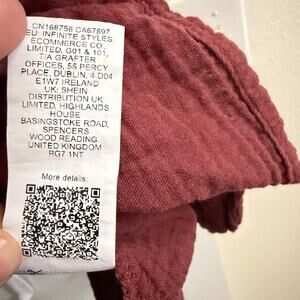 CN168758 CA67897
EU: INFINITE STYLES
ECOMMERCE CO.,
LIMITED, G01 & 101,
T/A GRAFTER
OFFICES, 55 PERCY
PLACE, DUBLIN, 4 D04
E1W7 IRELAND
UK: SHEIN
DISTRIBUTION UK
LIMITED, HIGHLANDS
HOUSE
BASINGSTOKE ROAD,
SPENCERS
WOOD READING,
UNITED KINGDOM
RG7 1NT
More details: